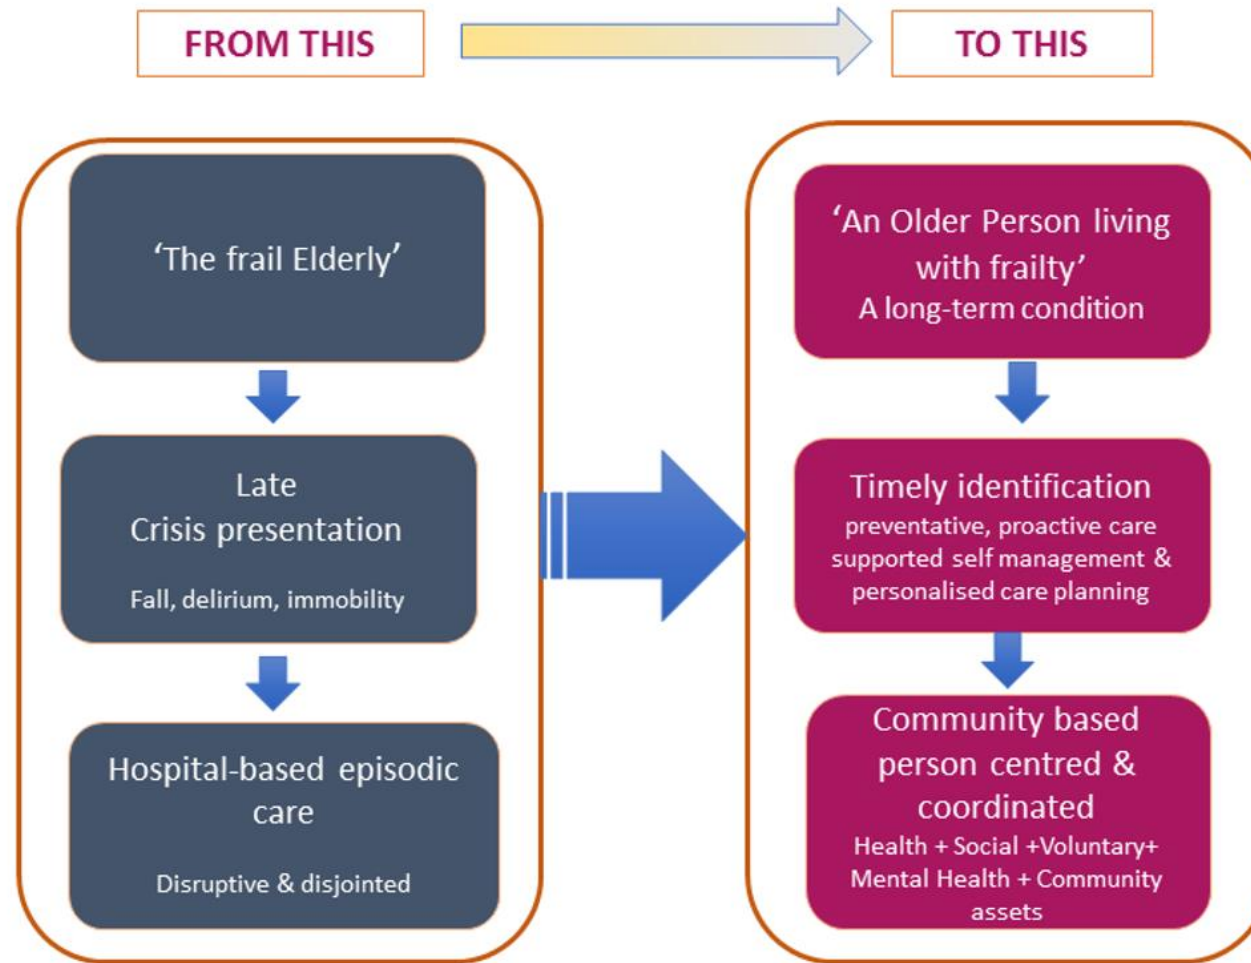 FROM THIS
TO THIS
‘The frail Elderly’
Late
Crisis presentation
Fall, delirium, immobility
Hospital-based episodic
care
Disruptive & disjointed
‘An Older Person living
with frailty’
A long-term condition
Timely identification
preventative, proactive care
supported self management &
personalised care planning
Community based
person centred &
coordinated
Health + Social +Voluntary+
Mental Health + Community
assets